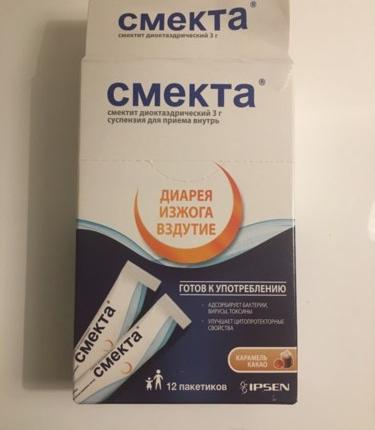 смекта®
смектит диоктаэдрический 3 г
смекта®
смектит диоктаэдрический 3 г
суспензия для приема внутрь
ДИАРЕЯ
ИЗЖОГА
ВЗДУТИЕ
ГОТОВ К УПОТРЕБЛЕНИЮ
АДСОРБИРУЕТ БАКТЕРИИ,
ВИРУСЫ, ТОКСИНЫ
УЛУЧШАЕТ ЦИТОПРОТЕКТОРНЫЕ
СВОЙСТВА
смекта®
смекта®
КАРАМЕЛЬ
КАКАО
12 пакетиков
IPSEN